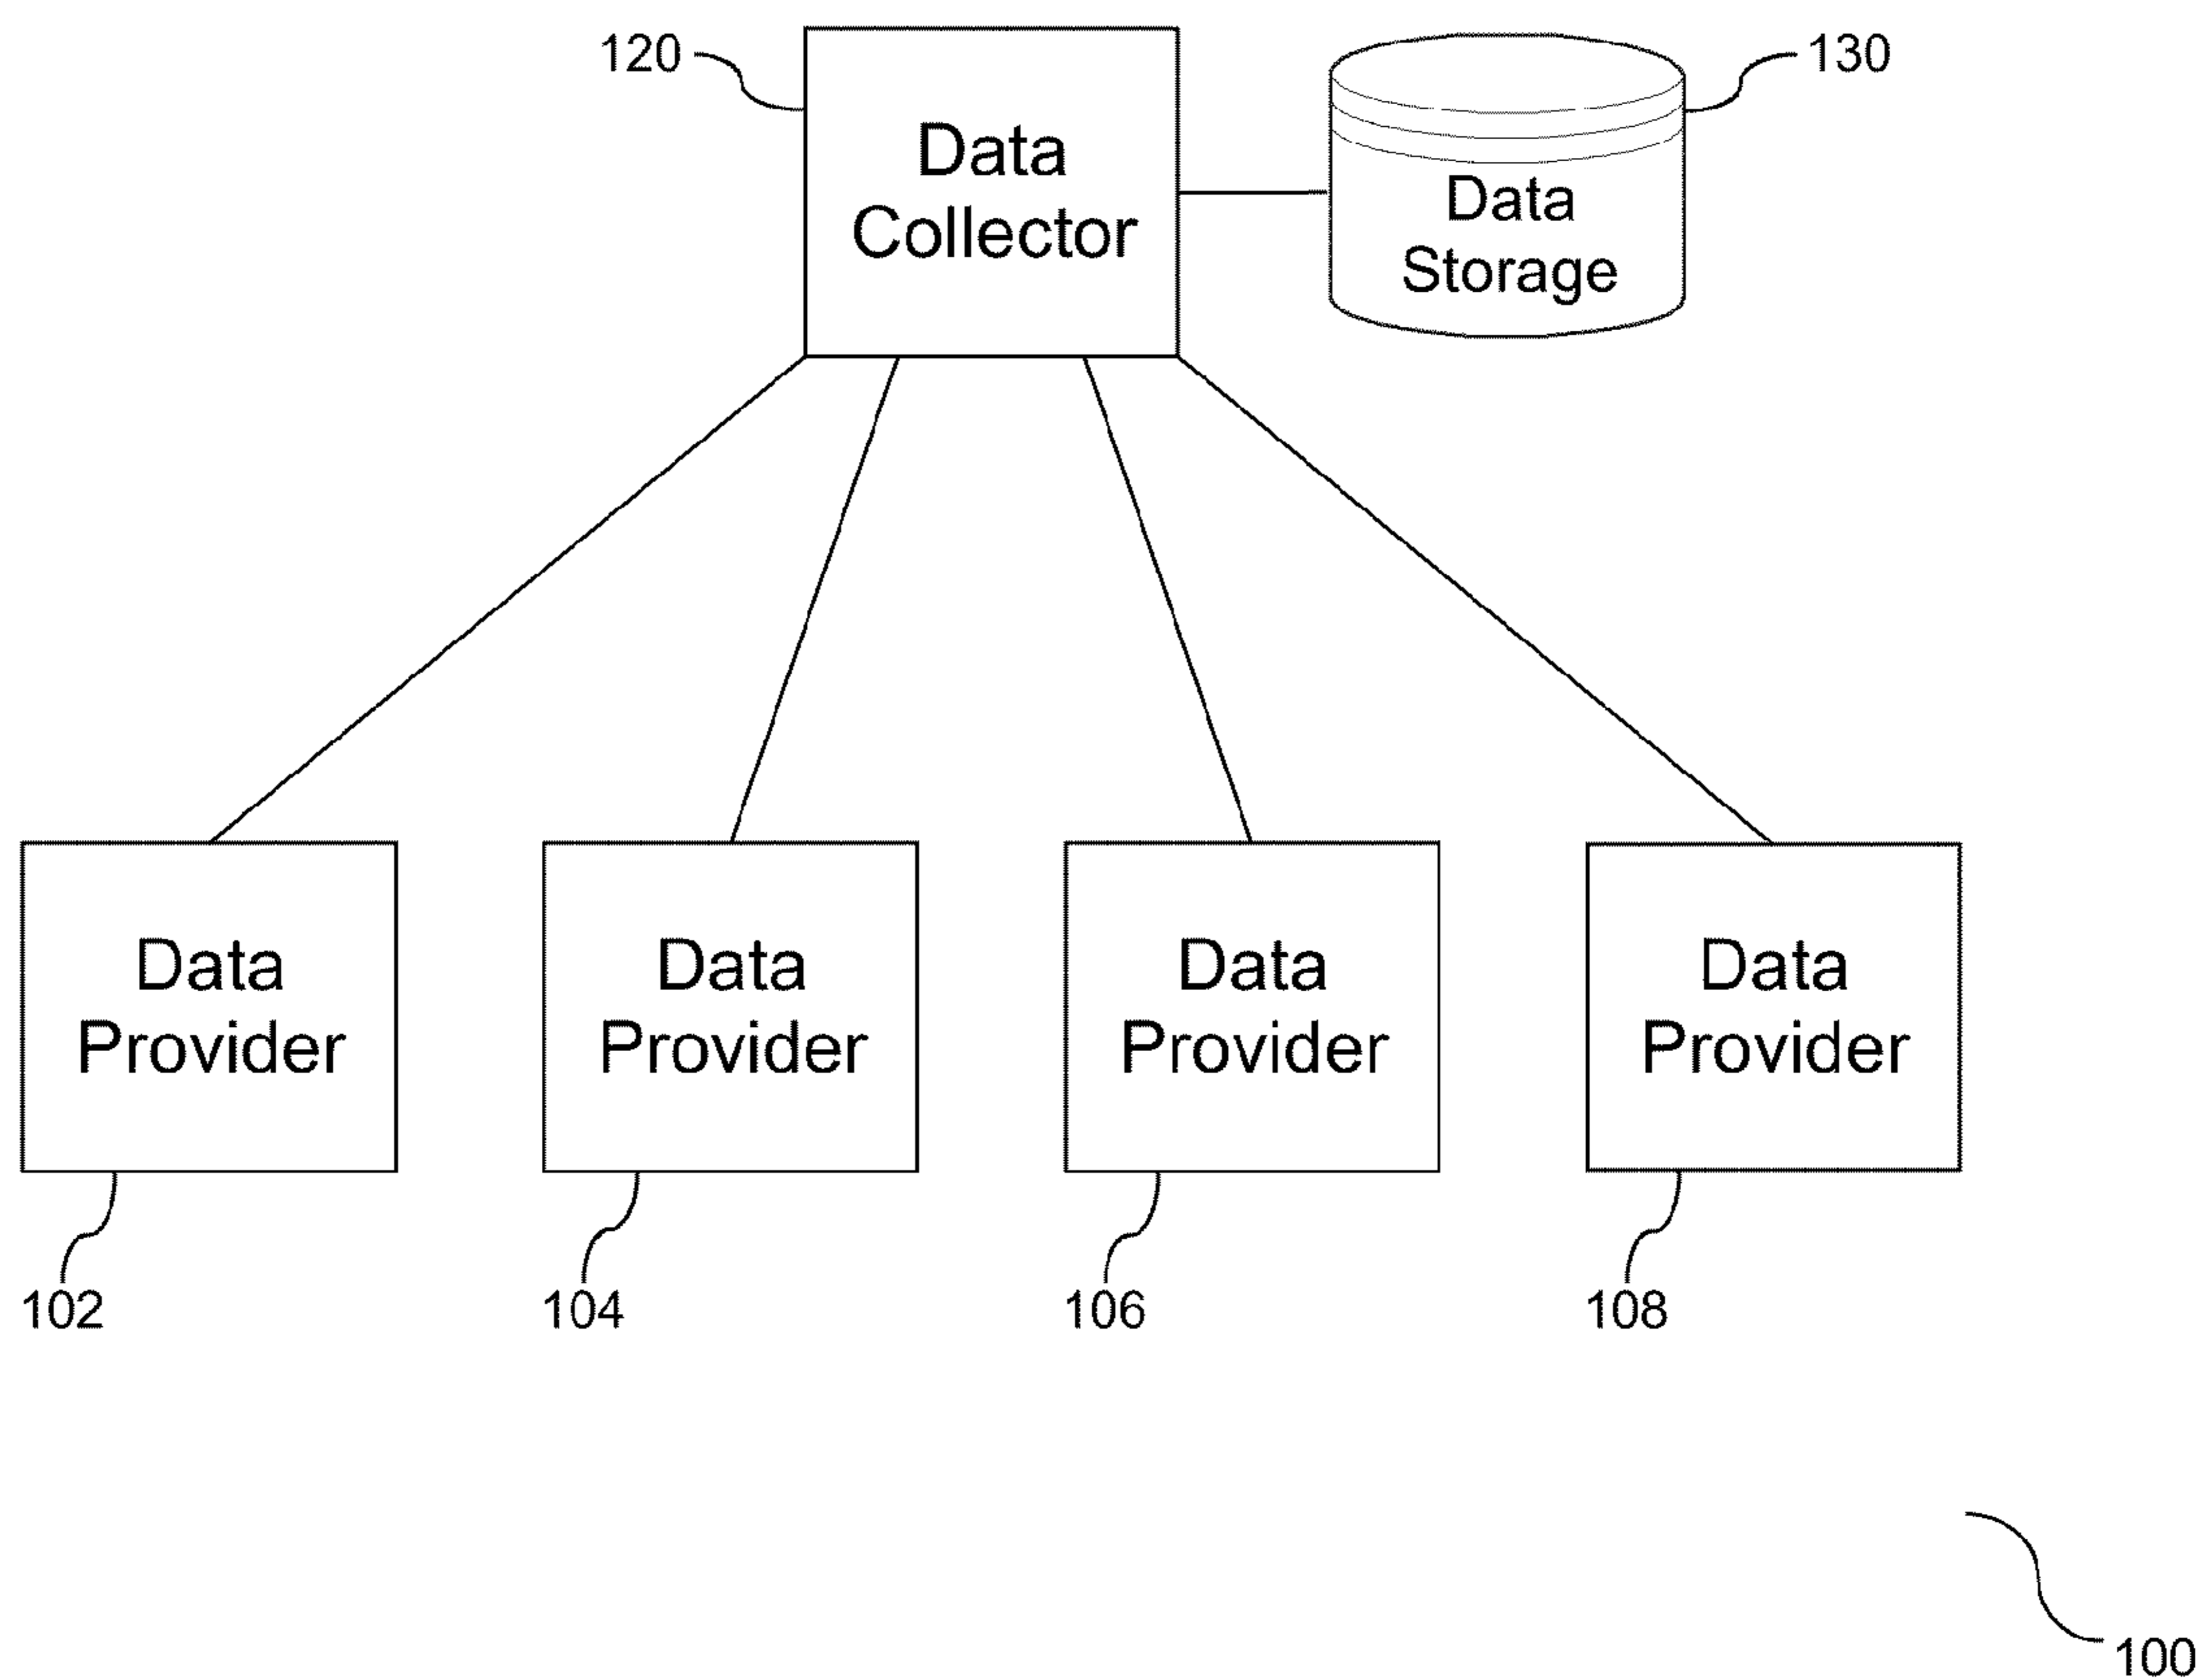 120
130
Data
Collector
Data
Storage
Data
Provider
Data
Provider
Data
Provider
Data
Provider
102
104
106
108
100